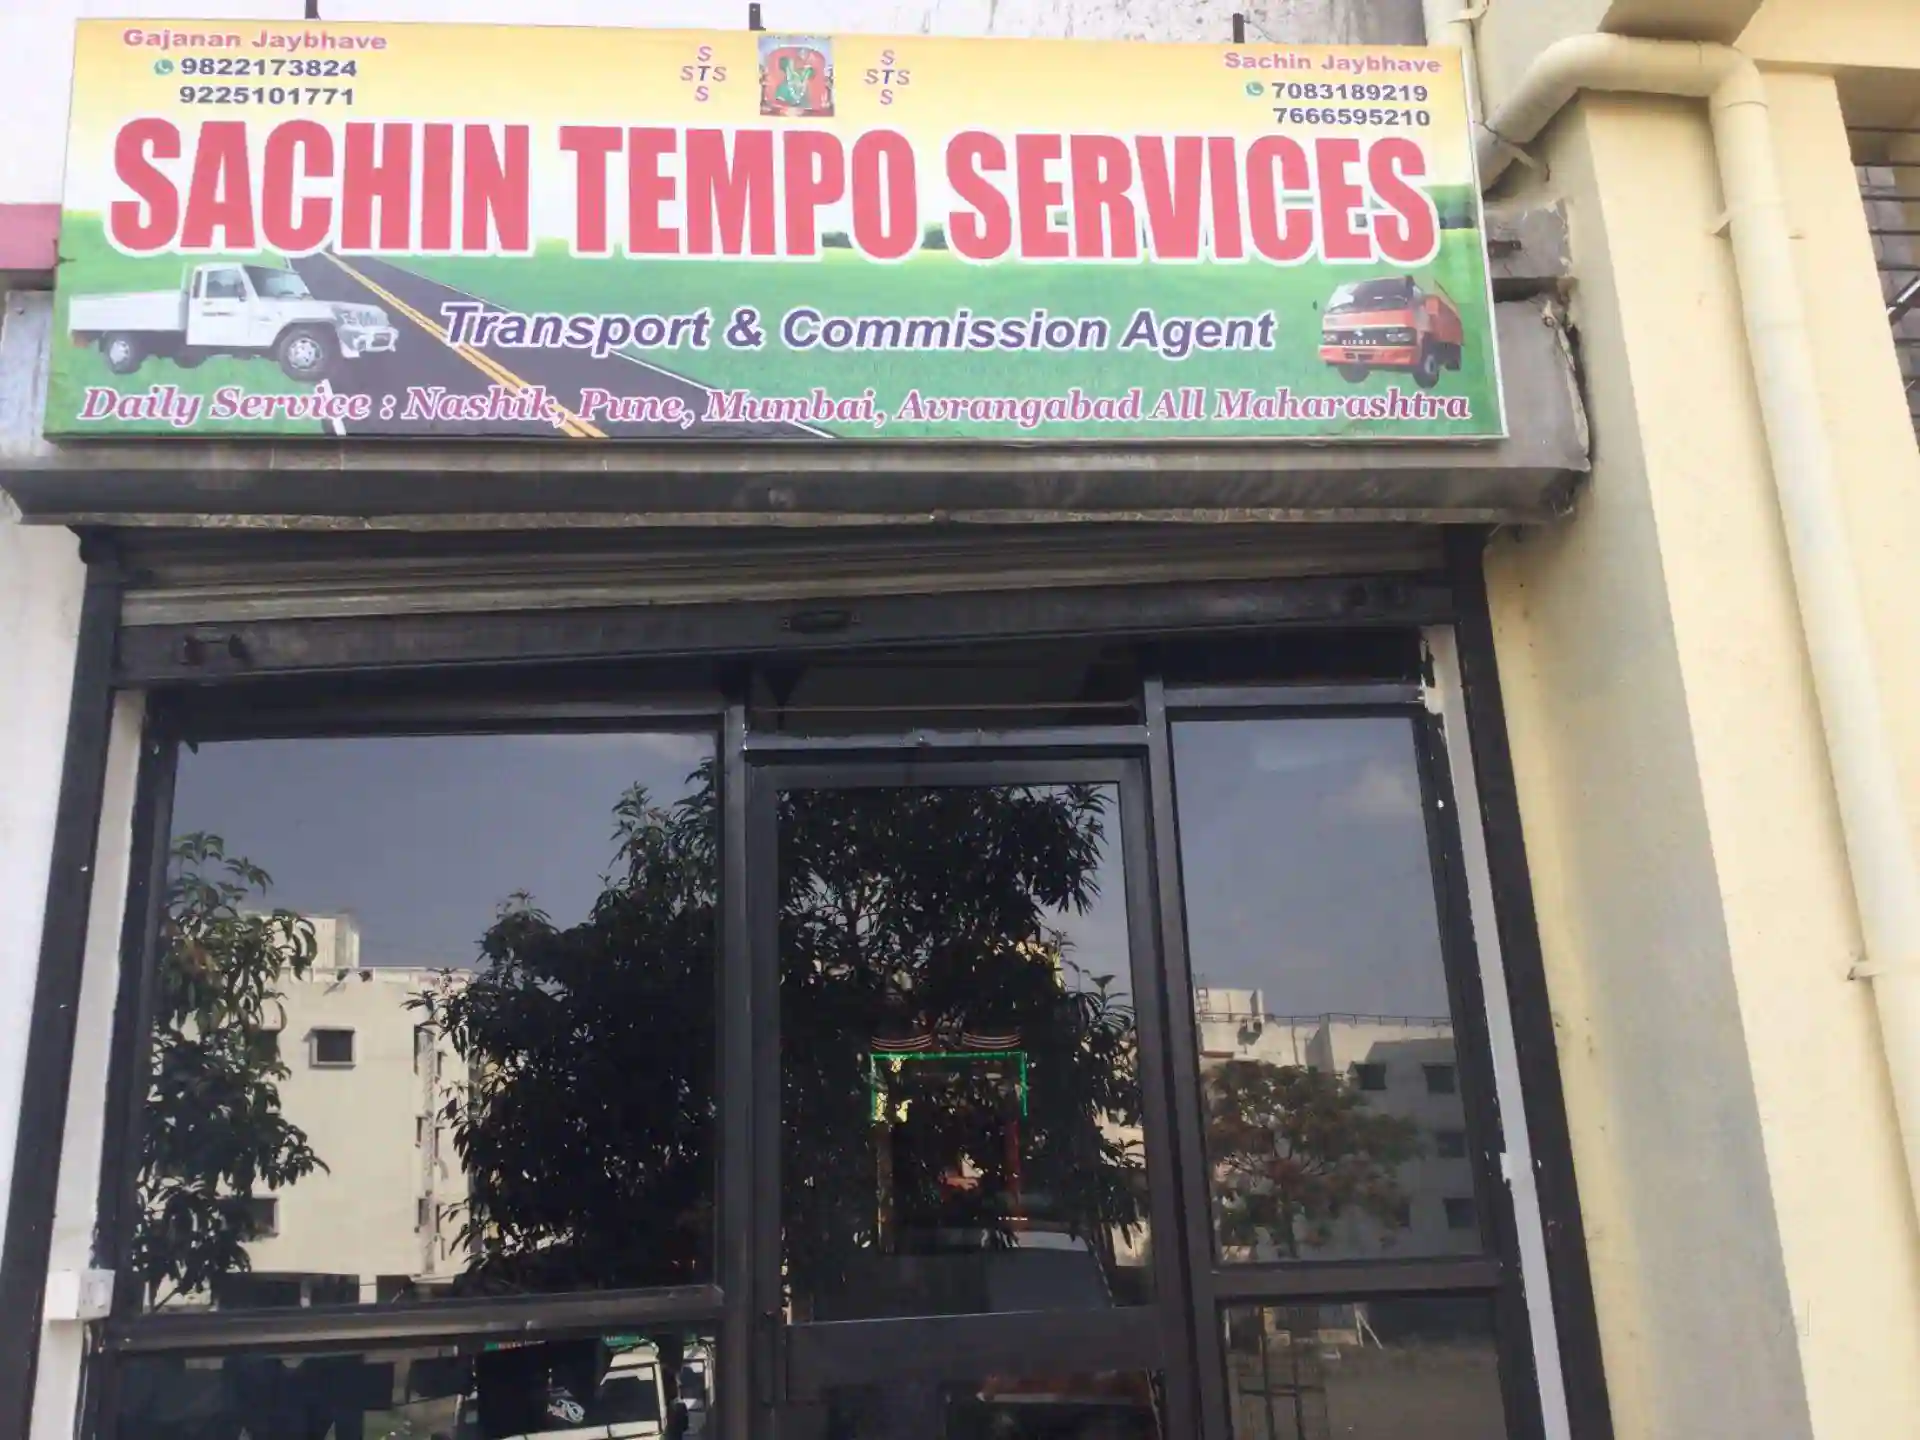 Gajanan Jaybhave
9822173824
9225101771
S
STS
S
S
STS
S
Sachin Jaybhave
7083189219
7666595210
SACHIN TEMPO SERVICES
Transport & Commission Agent
Daily Service : Nashik, Pune, Mumbai, Avrangabad All Maharashtra